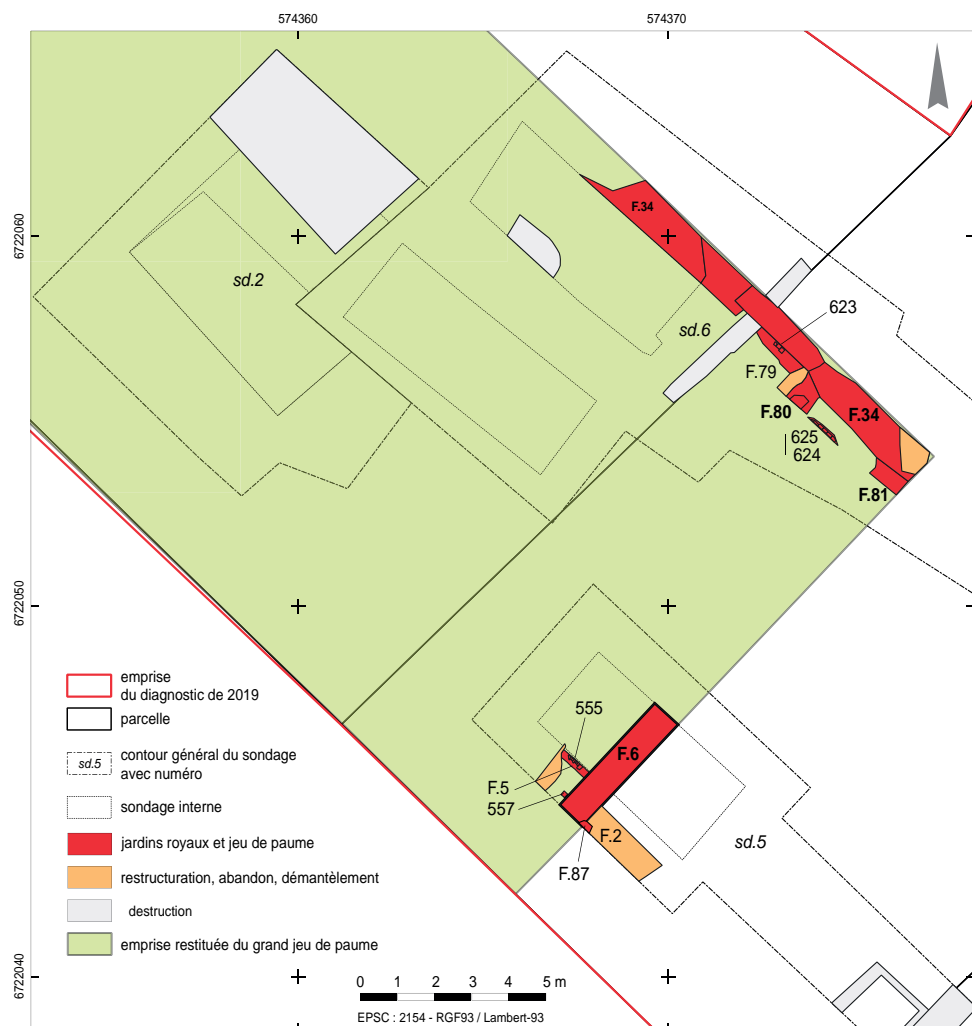 574360
574370
F.34
6722060
sd.2
sd.6
623
F.79
F.80
F.34
625
624
F.81
6722050
emprise
du diagnostic de 2019
parcelle
sd.5
contour général du sondage
avec numéro
sondage interne
jardins royaux et jeu de paume
restructuration, abandon, démantèlement
destruction
emprise restituée du grand jeu de paume
555
F.6
F.5
557
F.2
F.87
sd.5
6722040
0 1 2 3 4 5 m
EPSC : 2154 - RGF93 / Lambert-93